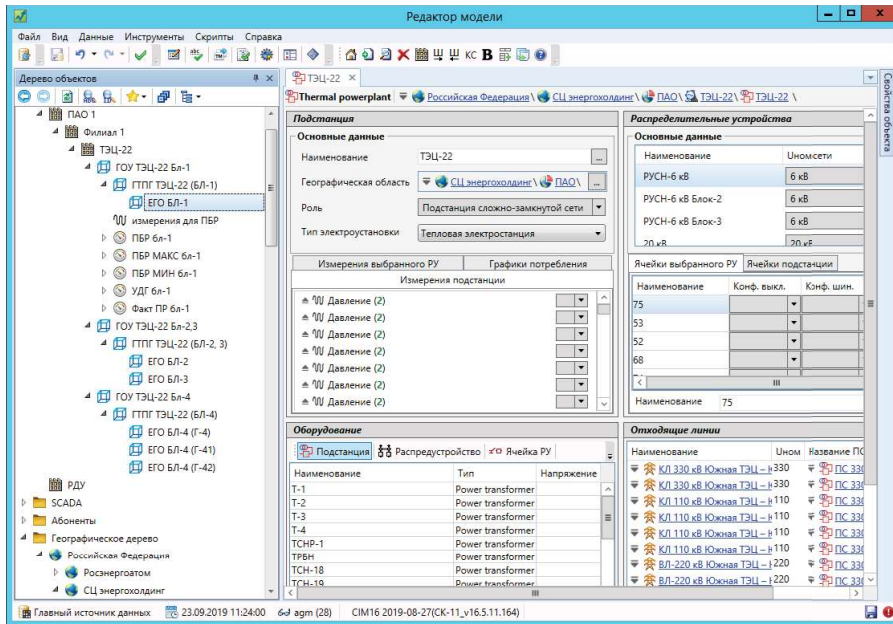 Редактор модели
Файл Вид Данные Инструменты Скрипты Справка
КС В
Дерево объектов
ПАО 1
Филиал 1
ТЭЦ-22
ГОУ ТЭЦ-22 Бл-1
ГТПГ ТЭЦ-22 (БЛ-1)
ЕГО БЛ-1
измерения для ПБР
ПБР бл-1
ПБР МАКС бл-1
ПБР МИН бл-1
УДГ бл-1
Факт ПР бл-1
ГОУ ТЭЦ-22 Бл-2,3
ГТПГ ТЭЦ-22 (БЛ-2, 3)
ЕГО БЛ-2
ЕГО БЛ-3
ГОУ ТЭЦ-22 Бл-4
ГТПГ ТЭЦ-22 (БЛ-4)
ЕГО БЛ-4 (Г-4)
ЕГО БЛ-4 (Г-41)
ЕГО БЛ-4 (Г-42)
РДУ
SCADA
Абоненты
Географическое дерево
Российская Федерация
Росэнергоатом
СЦ энергохолдинг
ТЭЦ-22
Thermal powerplant Российская Федерация\ СЦ энергохолдинг\ ПАО\ ТЭЦ-22\ ТЭЦ-22 \
Подстанция
Основные данные
Наименование ТЭЦ-22 ...
Географическая область СЦ энергохолдинг\ ПАО\ ...
Роль Подстанция сложно-замкнутой сети
Тип электроустановки Тепловая электростанция
Измерения выбранного РУ Графики потребления
Измерения подстанции
Давление (2)
Давление (2)
Давление (2)
Давление (2)
Давление (2)
Давление (2)
Давление (2)
Оборудование
Подстанция Распредустройство Ячейка РУ
Наименование Тип Напряжение
Т-1 Power transformer
Т-2 Power transformer
Т-3 Power transformer
Т-4 Power transformer
ТСНР-1 Power transformer
ТРБН Power transformer
ТСН-18 Power transformer
ТСН-19 Power transformer
Распределительные устройства
Основные данные
Наименование Uномсети
РУСН-6 кВ 6 кВ
РУСН-6 кВ Блок-2 6 кВ
РУСН-6 кВ Блок-3 6 кВ
20 кВ 20 кВ
Ячейки выбранного РУ Ячейки подстанции
Наименование Конф. выкл. Конф. шин.
75
53
52
68
Наименование 75
Отходящие линии
Наименование Uном Название ПС
КЛ 330 кВ Южная ТЭЦ – 330 ПС 330
КЛ 330 кВ Южная ТЭЦ – 330 ПС 330
КЛ 110 кВ Южная ТЭЦ – 110 ПС 330
КЛ 110 кВ Южная ТЭЦ – 110 ПС 330
КЛ 110 кВ Южная ТЭЦ – 110 ПС 330
КЛ 110 кВ Южная ТЭЦ – 110 ПС 330
ВЛ-220 кВ Южная ТЭЦ – 220 ПС 330
ВЛ-220 кВ Южная ТЭЦ – 220 ПС 330
Свойства объекта
Главный источник данных 23.09.2019 11:24:00 agm (28) CIM16 2019-08-27(СК-11_v16.5.11.164)